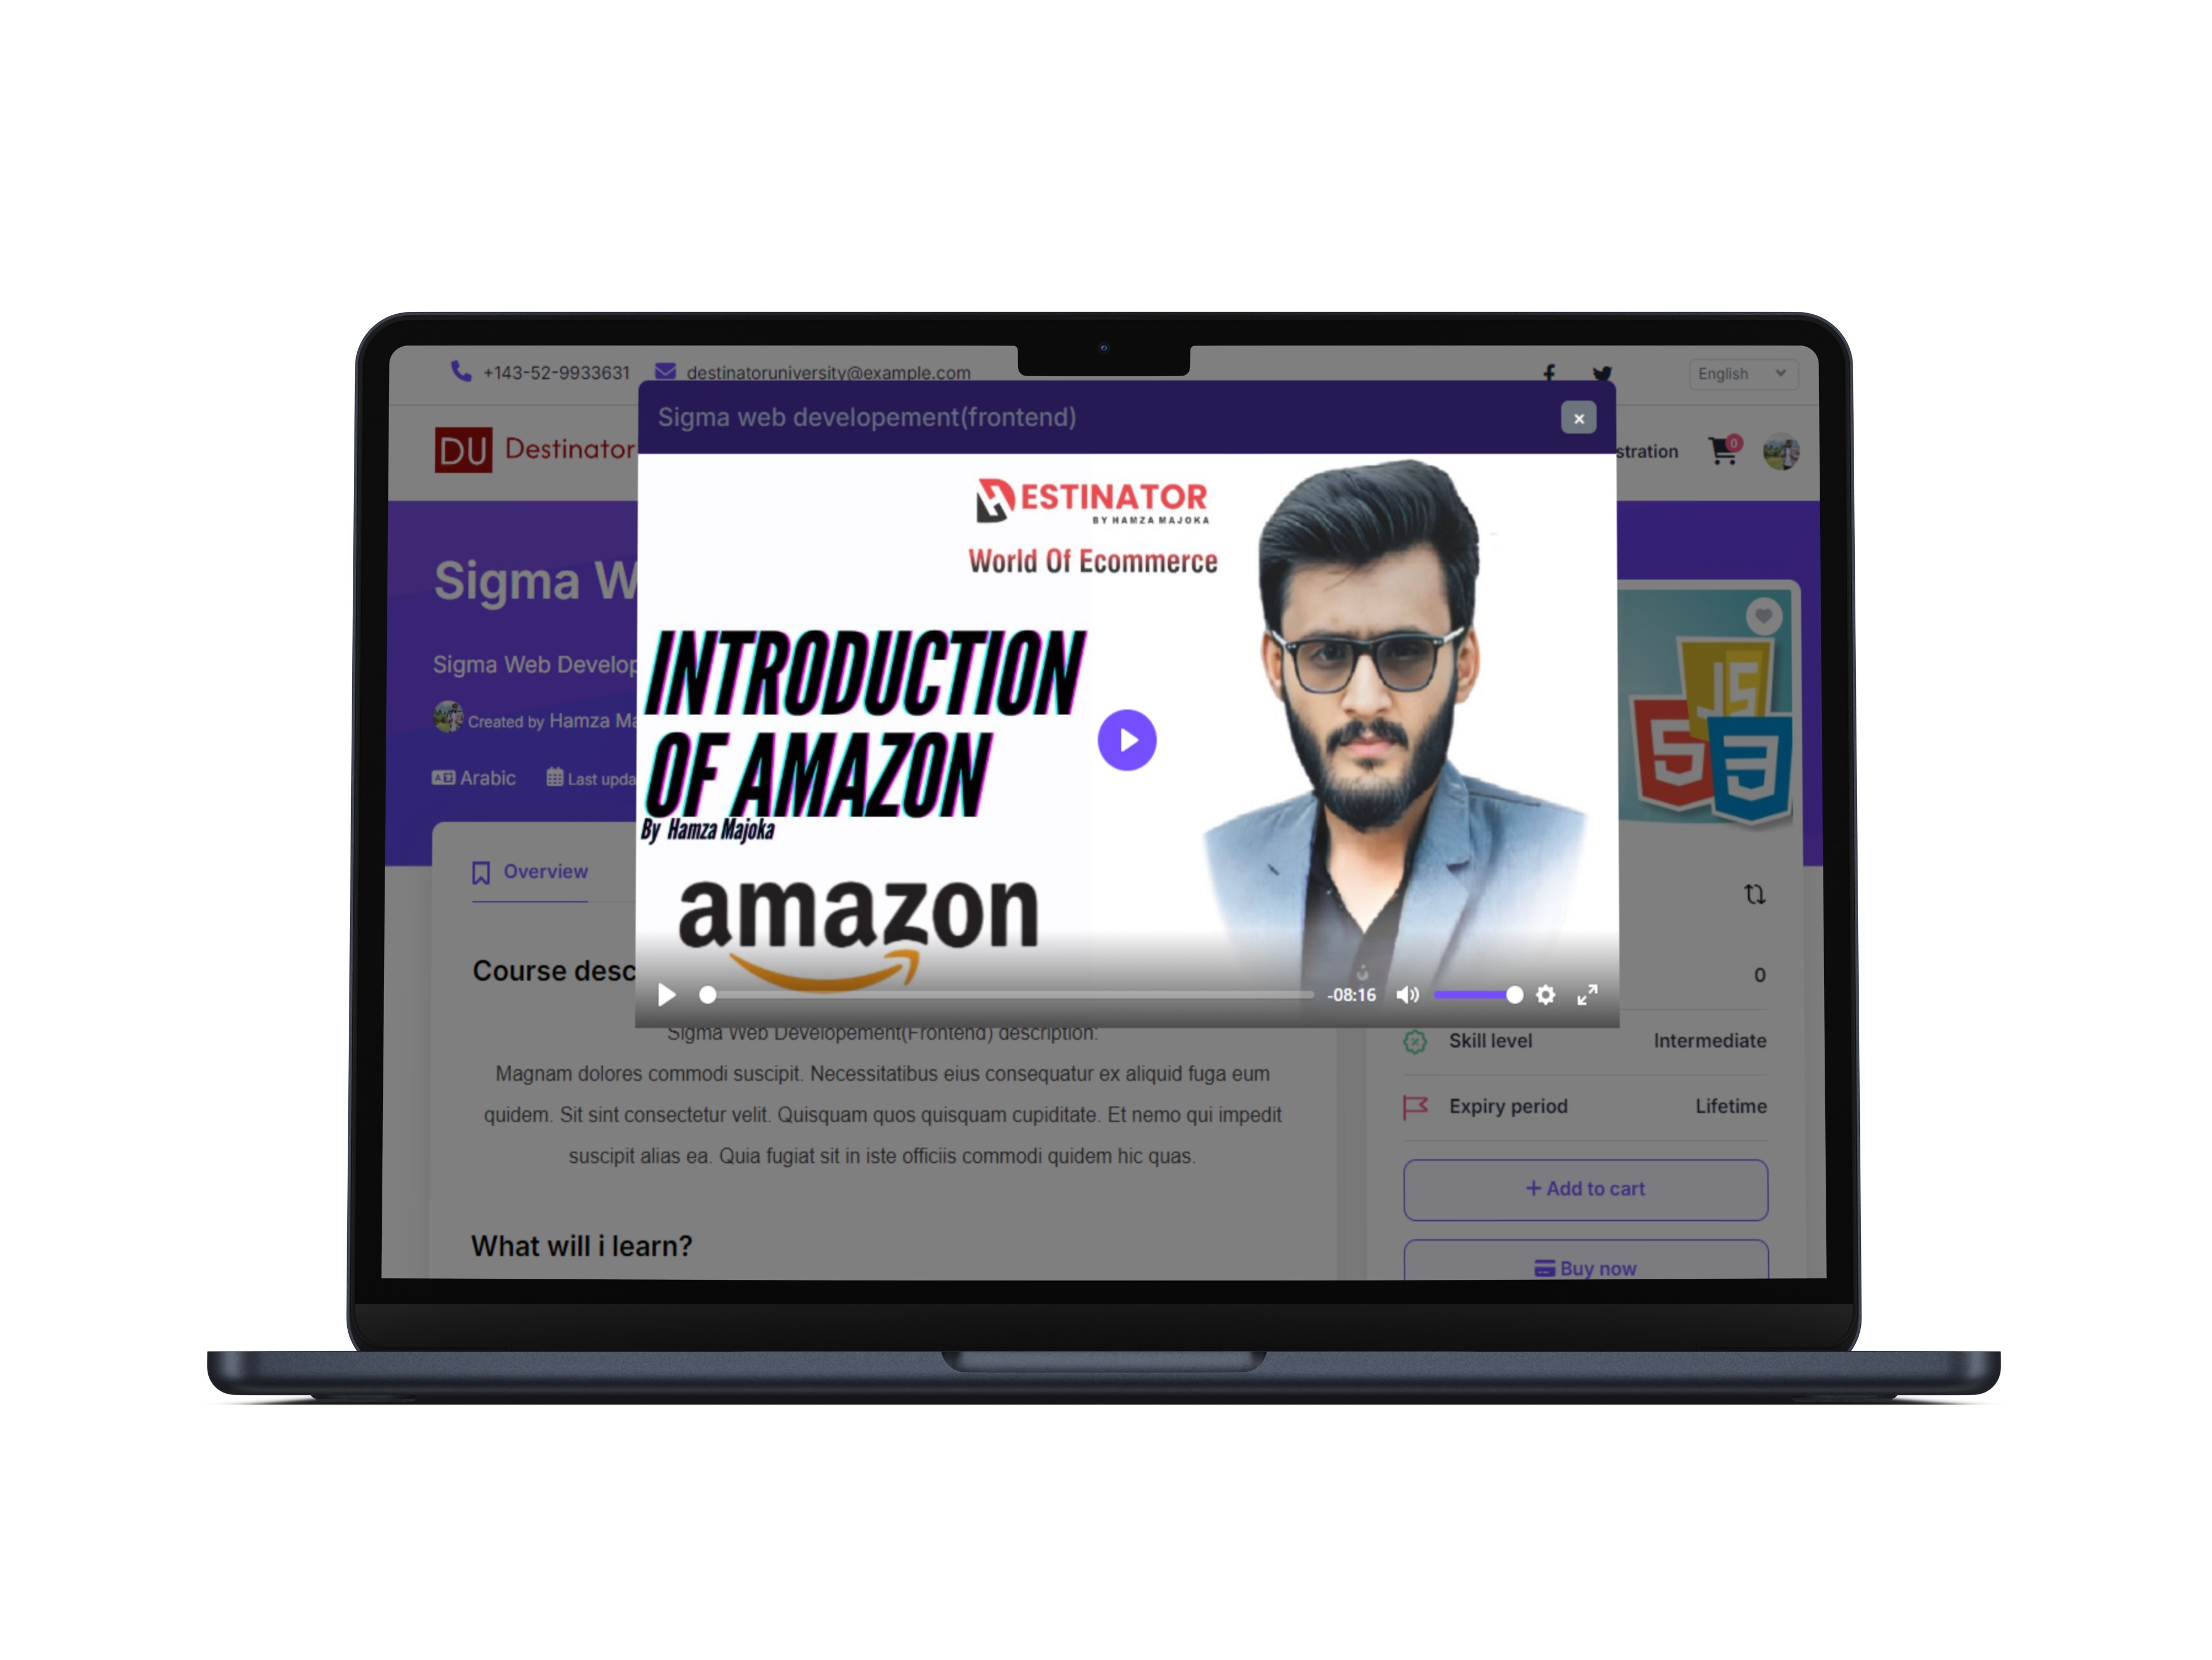 +143-52-9933631
destinatoruniversity@example.com
English
Sigma web developement(frontend)
×
DU Destinator
stration
0
ESTINATOR
BY HAMZA MAJOKA
World Of Ecommerce
Sigma W
INTRODUCTION
OF AMAZON
By Hamza Majoka
amazon
-08:16
Sigma Web Develop
Created by Hamza Ma
Arabic
Last upda
JS
5
3
Overview
Course desc
0
Sigma Web Developement(Frontend) description:
Magnam dolores commodi suscipit. Necessitatibus eius consequatur ex aliquid fuga eum
quidem. Sit sint consectetur velit. Quisquam quos quisquam cupiditate. Et nemo qui impedit
suscipit alias ea. Quia fugiat sit in iste officiis commodi quidem hic quas.
What will i learn?
Skill level Intermediate
Expiry period Lifetime
+ Add to cart
Buy now